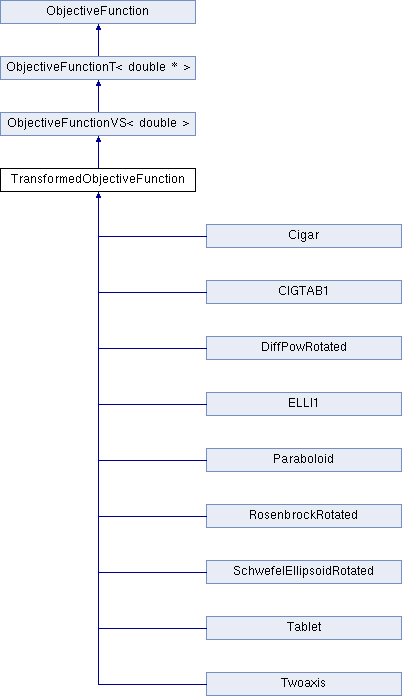 ObjectiveFunction
ObjectiveFunctionT< double * >
ObjectiveFunctionVS< double >
TransformedObjectiveFunction
Cigar
CIGTAB1
DiffPowRotated
ELLI1
Paraboloid
RosenbrockRotated
SchwefelEllipsoidRotated
Tablet
Twoaxis